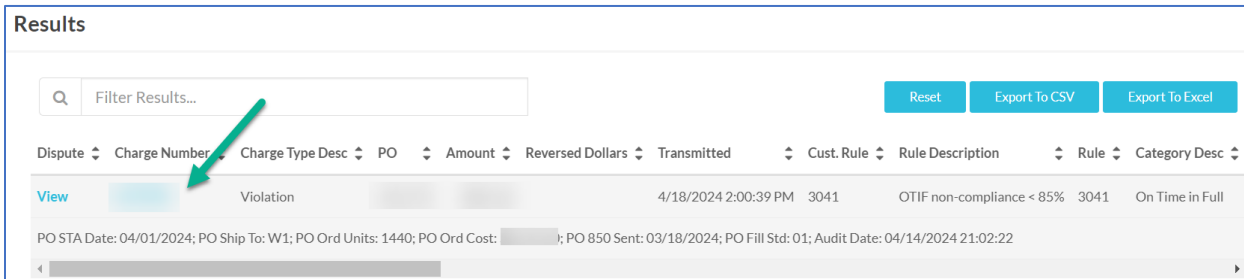 Results
Filter Results...
Reset Export To CSV Export To Excel
Dispute Charge Number Charge Type Desc PO Amount Reversed Dollars Transmitted Cust. Rule Rule Description Rule Category Desc
View Violation 4/18/2024 2:00:39 PM 3041 OTIF non-compliance < 85% 3041 On Time in Full
PO STA Date: 04/01/2024; PO Ship To: W1; PO Ord Units: 1440; PO Ord Cost: ; PO 850 Sent: 03/18/2024; PO Fill Std: 01; Audit Date: 04/14/2024 21:02:22